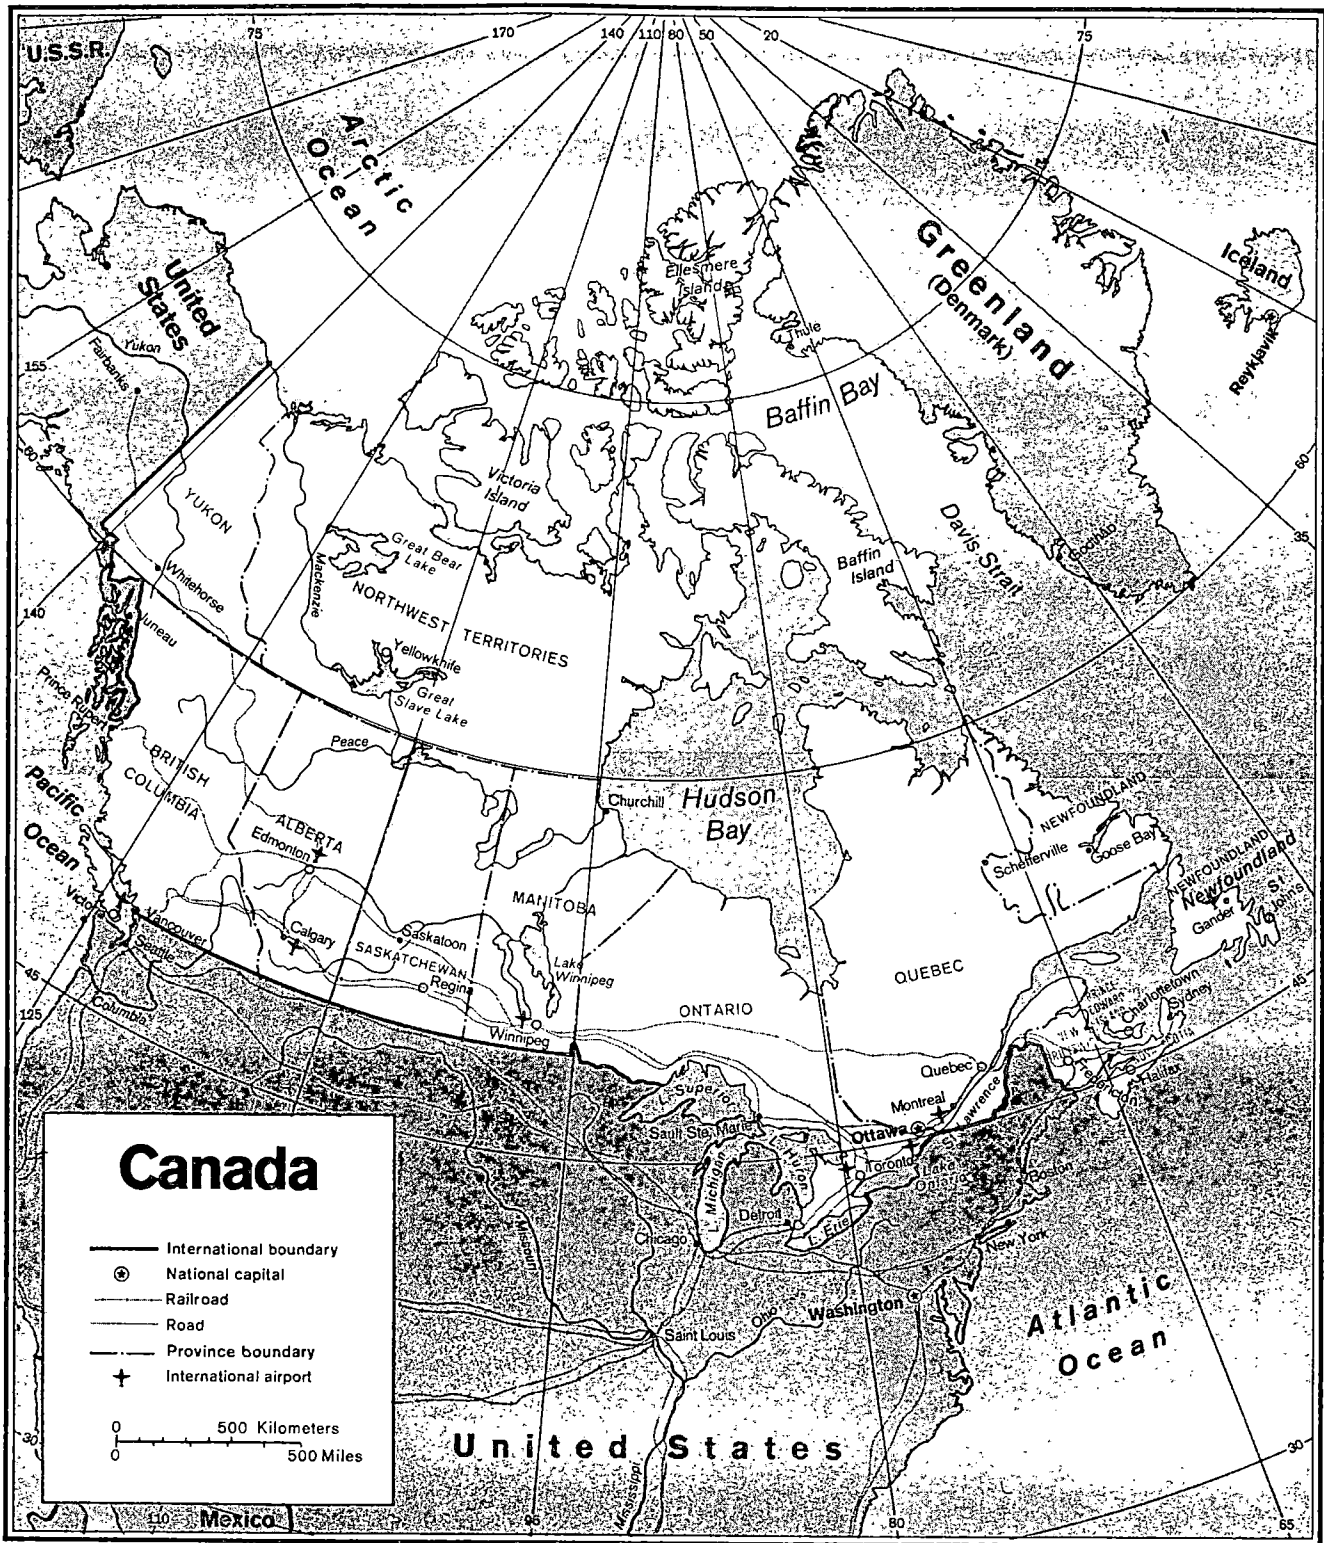 75
170
140
110
80
50
20
75
U.S.S.R.
Arctic
Ocean
United
States
Greenland
(Denmark)
Iceland
Reykjavik
Ellesmere
Island
Thule
Baffin Bay
Yukon
Fairbanks
155
60
60
35
Victoria
Island
YUKON
Great Bear
Lake
Mackenzie
Davis Strait
Baffin
Island
Godthab
Whitehorse
NORTHWEST TERRITORIES
140
Juneau
Yellowknife
Great
Slave Lake
Prince Rupert
Peace
BRITISH
COLUMBIA
Pacific
Ocean
Churchill
Hudson
Bay
NEWFOUNDLAND
ALBERTA
Edmonton
Schefferville
Goose Bay
NEWFOUNDLAND
Newfoundland
St.
John's
Gander
MANITOBA
Victoria
Vancouver
Seattle
Calgary
Saskatoon
SASKATCHEWAN
Regina
Lake
Winnipeg
QUEBEC
45
45
125
Columbia
ONTARIO
Winnipeg
PRINCE
EDWARD
Charlottetown
Sydney
Halifax
Fredericton
Quebec
Montreal
Lawrence
L. Superior
Sault Ste. Marie
Ottawa
L. Huron
L. Michigan
Toronto
Lake
Ontario
Boston
Detroit
L. Erie
Chicago
New York
Missouri
Ohio
Washington
Saint Louis
Atlantic
Ocean
Canada
International boundary
National capital
Railroad
Road
Province boundary
International airport
0 500 Kilometers
0 500 Miles
United States
Mississippi
30
30
110
Mexico
95
80
65